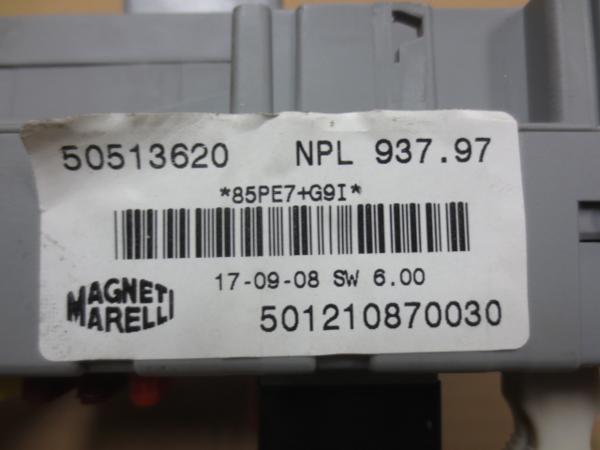 50513620 NPL 937.97
*85PE7+G9I*
17-09-08 SW 6.00
MAGNETI
MARELLI
501210870030